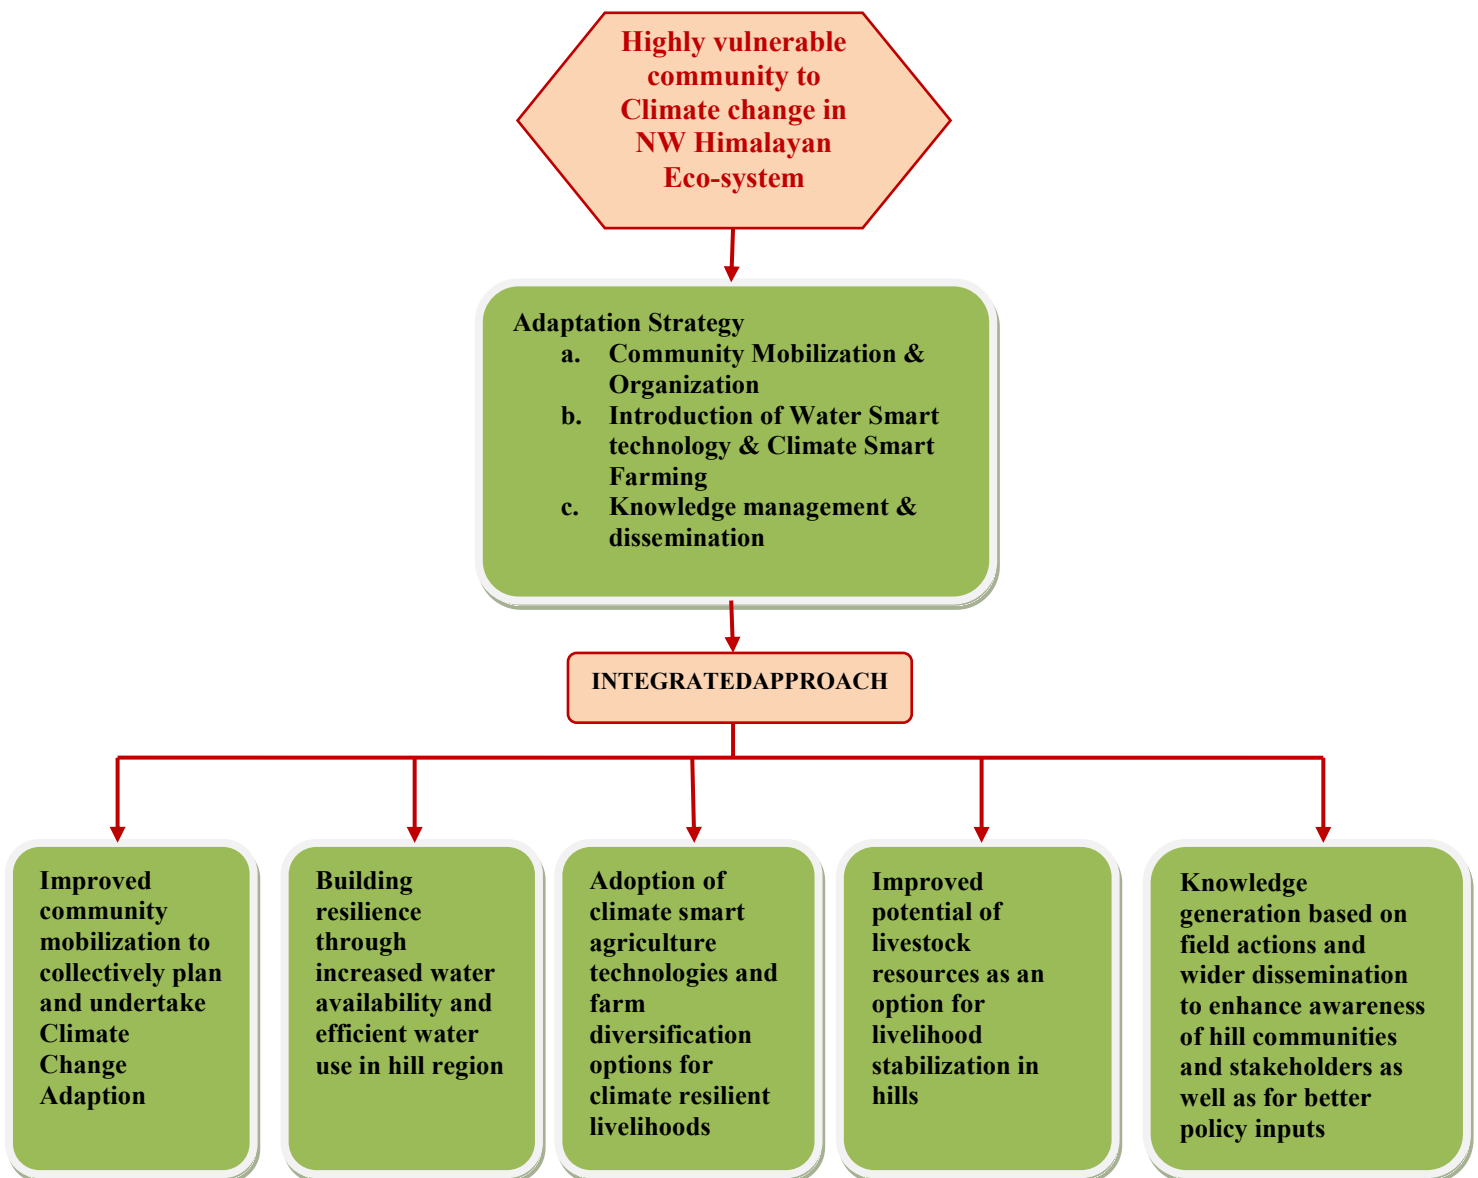 Highly vulnerable
community to
Climate change in
NW Himalayan
Eco-system
Adaptation Strategy
a. Community Mobilization &
Organization
b. Introduction of Water Smart
technology & Climate Smart
Farming
c. Knowledge management &
dissemination
INTEGRATEDAPPROACH
Improved
community
mobilization to
collectively plan
and undertake
Climate
Change
Adaption
Building
resilience
through
increased water
availability and
efficient water
use in hill region
Adoption of
climate smart
agriculture
technologies and
farm
diversification
options for
climate resilient
livelihoods
Improved
potential of
livestock
resources as an
option for
livelihood
stabilization in
hills
Knowledge
generation based on
field actions and
wider dissemination
to enhance awareness
of hill communities
and stakeholders as
well as for better
policy inputs